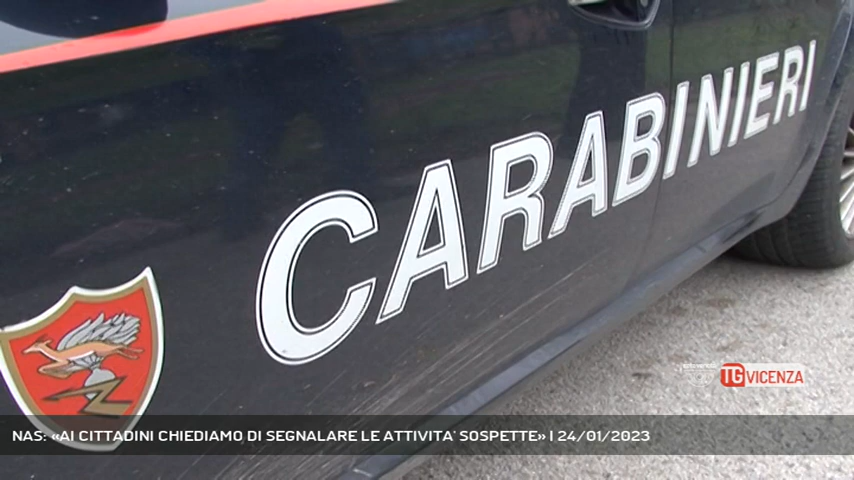 CARABINIERI
TG VICENZA
NAS: «AI CITTADINI CHIEDIAMO DI SEGNALARE LE ATTIVITA' SOSPETTE» | 24/01/2023